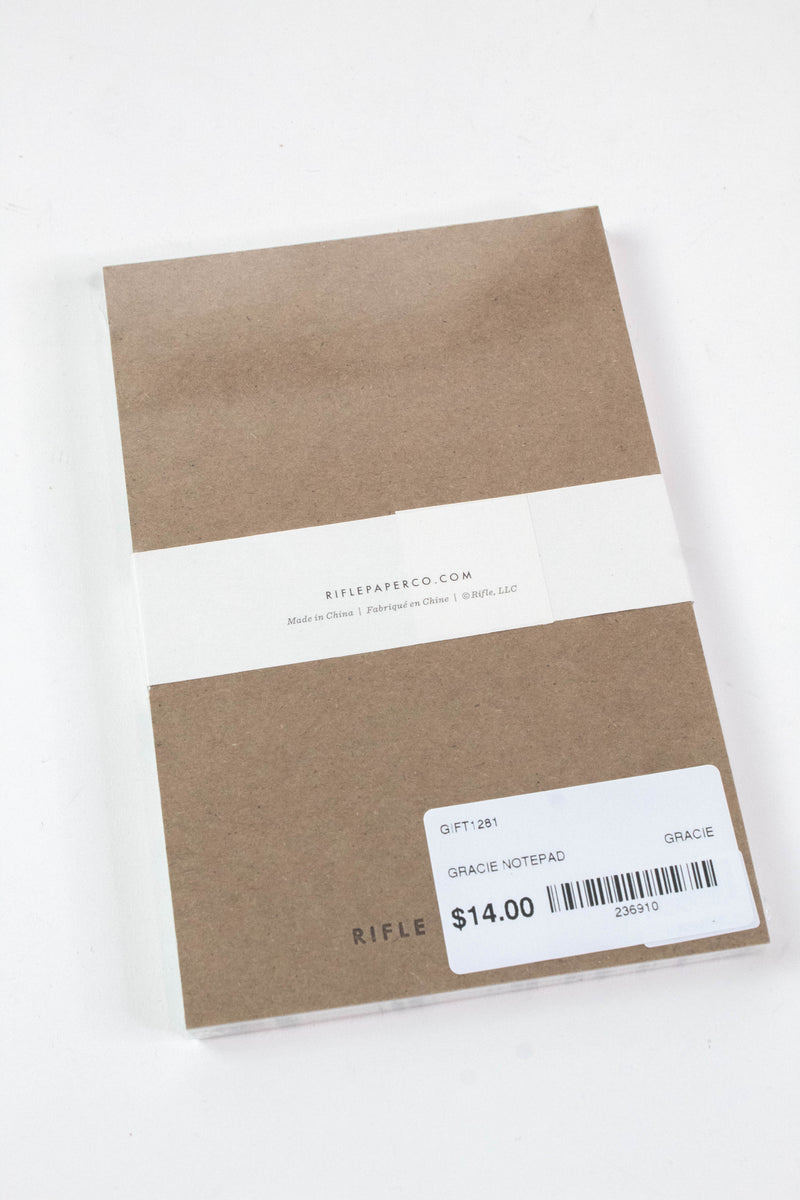 RIFLEPAPERCO.COM
Made in China | Fabriqué en Chine | ©Rifle, LLC
GIFT1281
GRACIE
GRACIE NOTEPAD
$14.00
236910
RIFLE